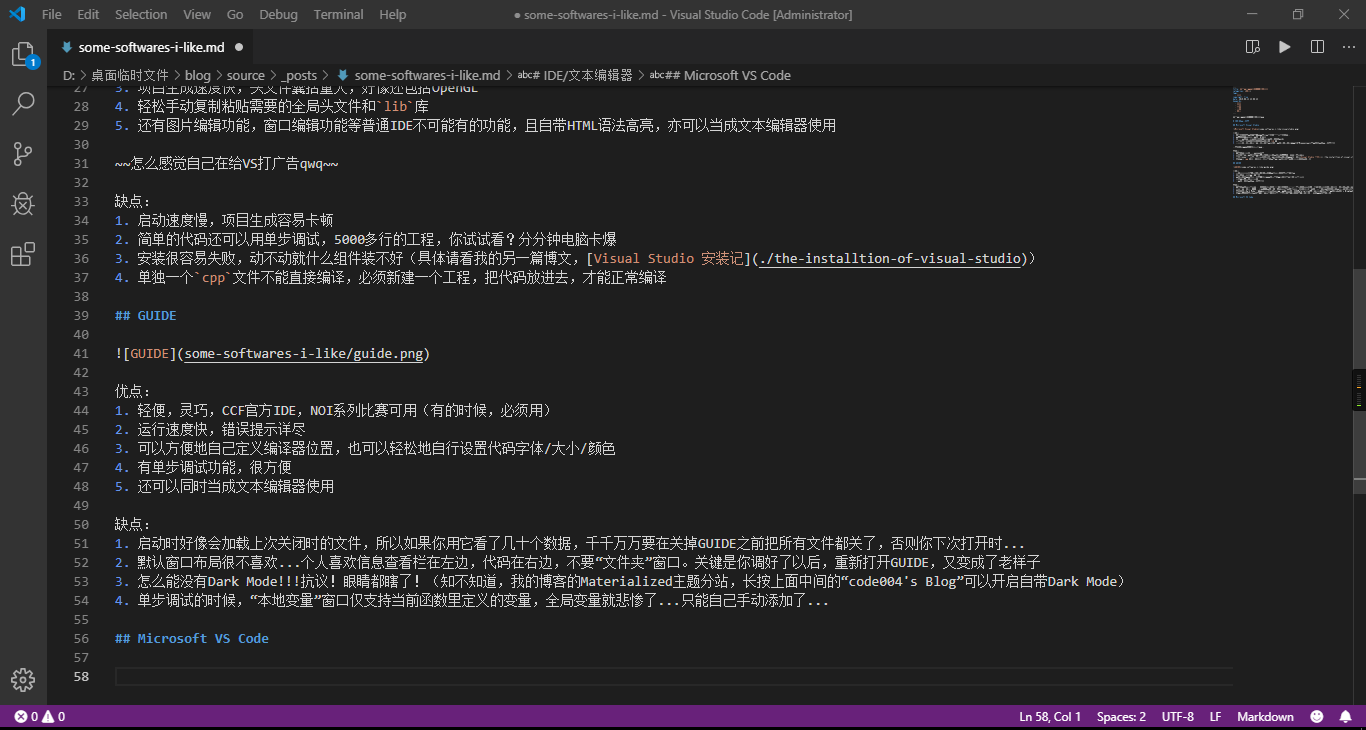 File Edit Selection View Go Debug Terminal Help
● some-softwares-i-like.md - Visual Studio Code [Administrator]
1
some-softwares-i-like.md ●
D: > 桌面临时文件 > blog > source > _posts > some-softwares-i-like.md > abc# IDE/文本编辑器 > abc## Microsoft VS Code
27 3. 项目生成速度快，头文件囊括量大，好像还包括OpenGL
28 4. 轻松手动复制粘贴需要的全局头文件和`lib`库
29 5. 还有图片编辑功能，窗口编辑功能等普通IDE不可能有的功能，且自带HTML语法高亮，亦可以当成文本编辑器使用
30
31 ~~怎么感觉自己在给VS打广告qwq~~
32
33 缺点：
34 1. 启动速度慢，项目生成容易卡顿
35 2. 简单的代码还可以用单步调试，5000多行的工程，你试试看？分分钟电脑卡爆
36 3. 安装很容易失败，动不动就什么组件装不好（具体请看我的另一篇博文，[Visual Studio 安装记](./the-installtion-of-visual-studio)）
37 4. 单独一个`cpp`文件不能直接编译，必须新建一个工程，把代码放进去，才能正常编译
38
39 ## GUIDE
40
41 ![GUIDE](some-softwares-i-like/guide.png)
42
43 优点：
44 1. 轻便，灵巧，CCF官方IDE，NOI系列比赛可用（有的时候，必须用）
45 2. 运行速度快，错误提示详尽
46 3. 可以方便地自己定义编译器位置，也可以轻松地自行设置代码字体/大小/颜色
47 4. 有单步调试功能，很方便
48 5. 还可以同时当成文本编辑器使用
49
50 缺点：
51 1. 启动时好像会加载上次关闭时的文件，所以如果你用它看了几十个数据，千千万万要在关掉GUIDE之前把所有文件都关了，否则你下次打开时...
52 2. 默认窗口布局很不喜欢...个人喜欢信息查看栏在左边，代码在右边，不要“文件夹”窗口。关键是你调好了以后，重新打开GUIDE，又变成了老样子
53 3. 怎么能没有Dark Mode!!!抗议！眼睛都瞎了！（知不知道，我的博客的Materialized主题分站，长按上面中间的“code004's Blog”可以开启自带Dark Mode）
54 4. 单步调试的时候，“本地变量”窗口仅支持当前函数里定义的变量，全局变量就悲惨了...只能自己手动添加了...
55
56 ## Microsoft VS Code
57
58
0 0 Ln 58, Col 1 Spaces: 2 UTF-8 LF Markdown